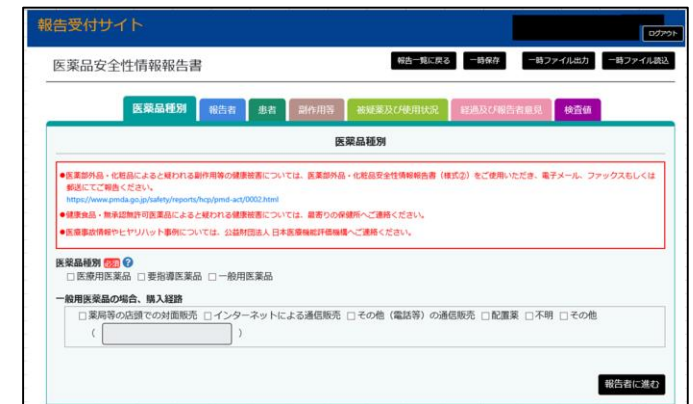 報告受付サイト
ログアウト
医薬品安全性情報報告書
報告一覧に戻る 一時保存 一時ファイル出力 一時ファイル読込
医薬品種別 報告者 患者 副作用等 被疑薬及び使用状況 経過及び報告者意見 検査値
医薬品種別
●医薬部外品・化粧品によると疑われる副作用等の健康被害については、医薬部外品・化粧品安全性情報報告書（様式②）をご使用いただき、電子メール、ファックスもしくは
郵送にてご報告ください。
https://www.pmda.go.jp/safety/reports/hcp/pmd-act/0002.html
●健康食品・無承認無許可医薬品によると疑われる健康被害については、最寄りの保健所へご連絡ください。
●医療事故情報やヒヤリハット事例については、公益財団法人 日本医療機能評価機構へご連絡ください。
医薬品種別 必須 ?
□医療用医薬品 □要指導医薬品 □一般用医薬品
一般用医薬品の場合、購入経路
□薬局等の店頭での対面販売 □インターネットによる通信販売 □その他（電話等）の通信販売 □配置薬 □不明 □その他
（ ）
報告者に進む